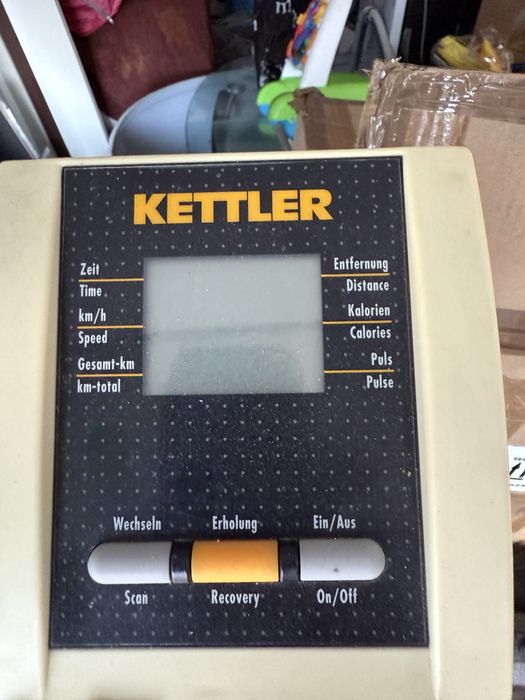 KETTLER
Zeit
Time
km/h
Speed
Gesamt-km
km-total
Entfernung
Distance
Kalorien
Calories
Puls
Pulse
Wechseln
Erholung
Ein/Aus
Scan
Recovery
On/Off